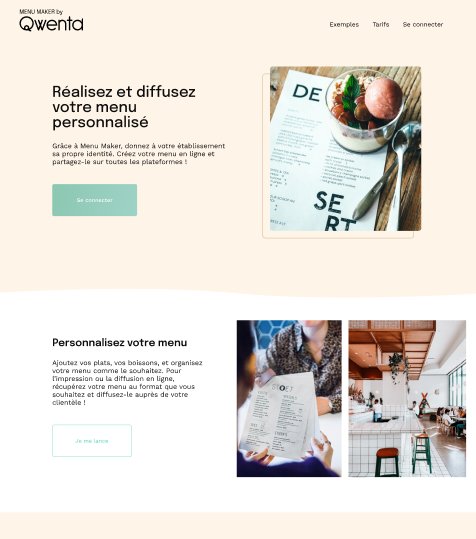 MENU MAKER by
Qwenta
Exemples Tarifs Se connecter
Réalisez et diffusez
votre menu
personnalisé
Grâce à Menu Maker, donnez à votre établissement
sa propre identité. Créez votre menu en ligne et
partagez-le sur toutes les plateformes !
Se connecter
DE
SE
RT
Personnalisez votre menu
Ajoutez vos plats, vos boissons, et organisez
votre menu comme le souhaitez. Pour
l'impression ou la diffusion en ligne,
récupérez votre menu au format que vous
souhaitez et diffusez-le auprès de votre
clientèle !
Je me lance